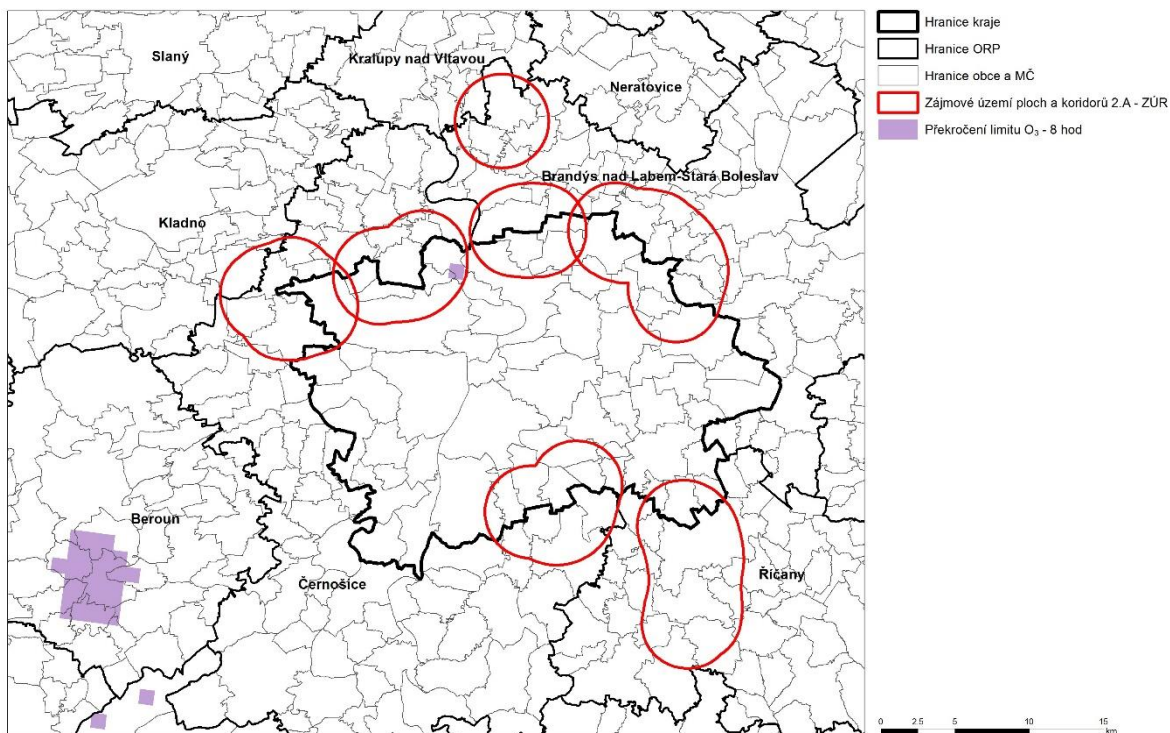 Slaný
Kralupy nad Vltavou
Neratovice
Brandýs nad Labem-Stará Boleslav
Kladno
Beroun
Černošice
Říčany
Hranice kraje
Hranice ORP
Hranice obce a MČ
Zájmové území ploch a koridorů 2.A - ZÚR
Překročení limitu O₃ - 8 hod
0 2.5 5 10 15
km